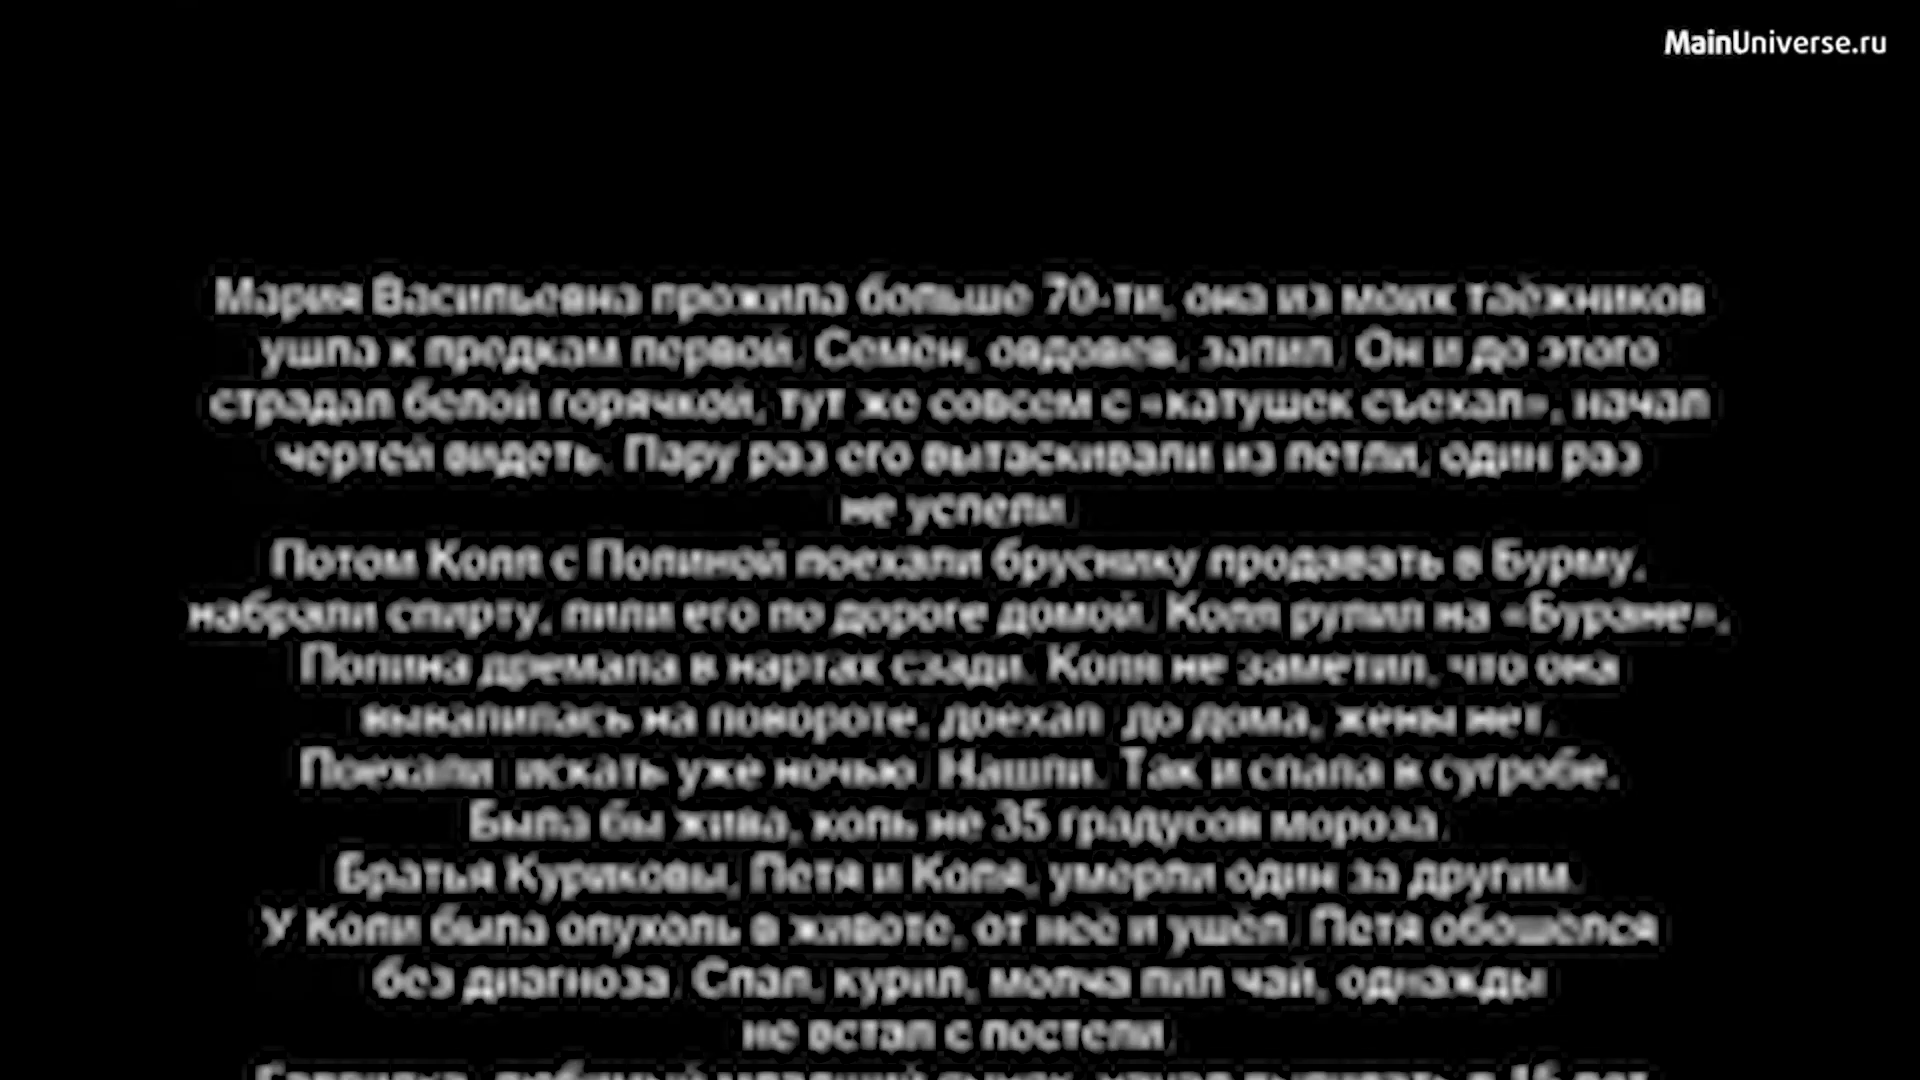 MainUniverse.ru
Мария Васильевна прожила больше 70-ти, она из моих таёжников
ушла к предкам первой. Семён, овдовев, запил. Он и до этого
страдал белой горячкой, тут же совсем с «катушек съехал», начал
чертей видеть. Пару раз его вытаскивали из петли, один раз
не успели.
Потом Коля с Полиной поехали бруснику продавать в Бурму,
набрали спирту, пили его по дороге домой. Коля рулил на «Буране»,
Полина дремала в нартах сзади. Коля не заметил, что она
вывалилась на повороте, доехал до дома, жены нет.
Поехали искать уже ночью. Нашли. Так и спала в сугробе.
Была бы жива, коль не 35 градусов мороза.
Братья Куриковы, Петя и Коля, умерли один за другим.
У Коли была опухоль в животе, от неё и ушёл. Петя обошёлся
без диагноза. Спал, курил, молча пил чай, однажды
не встал с постели.